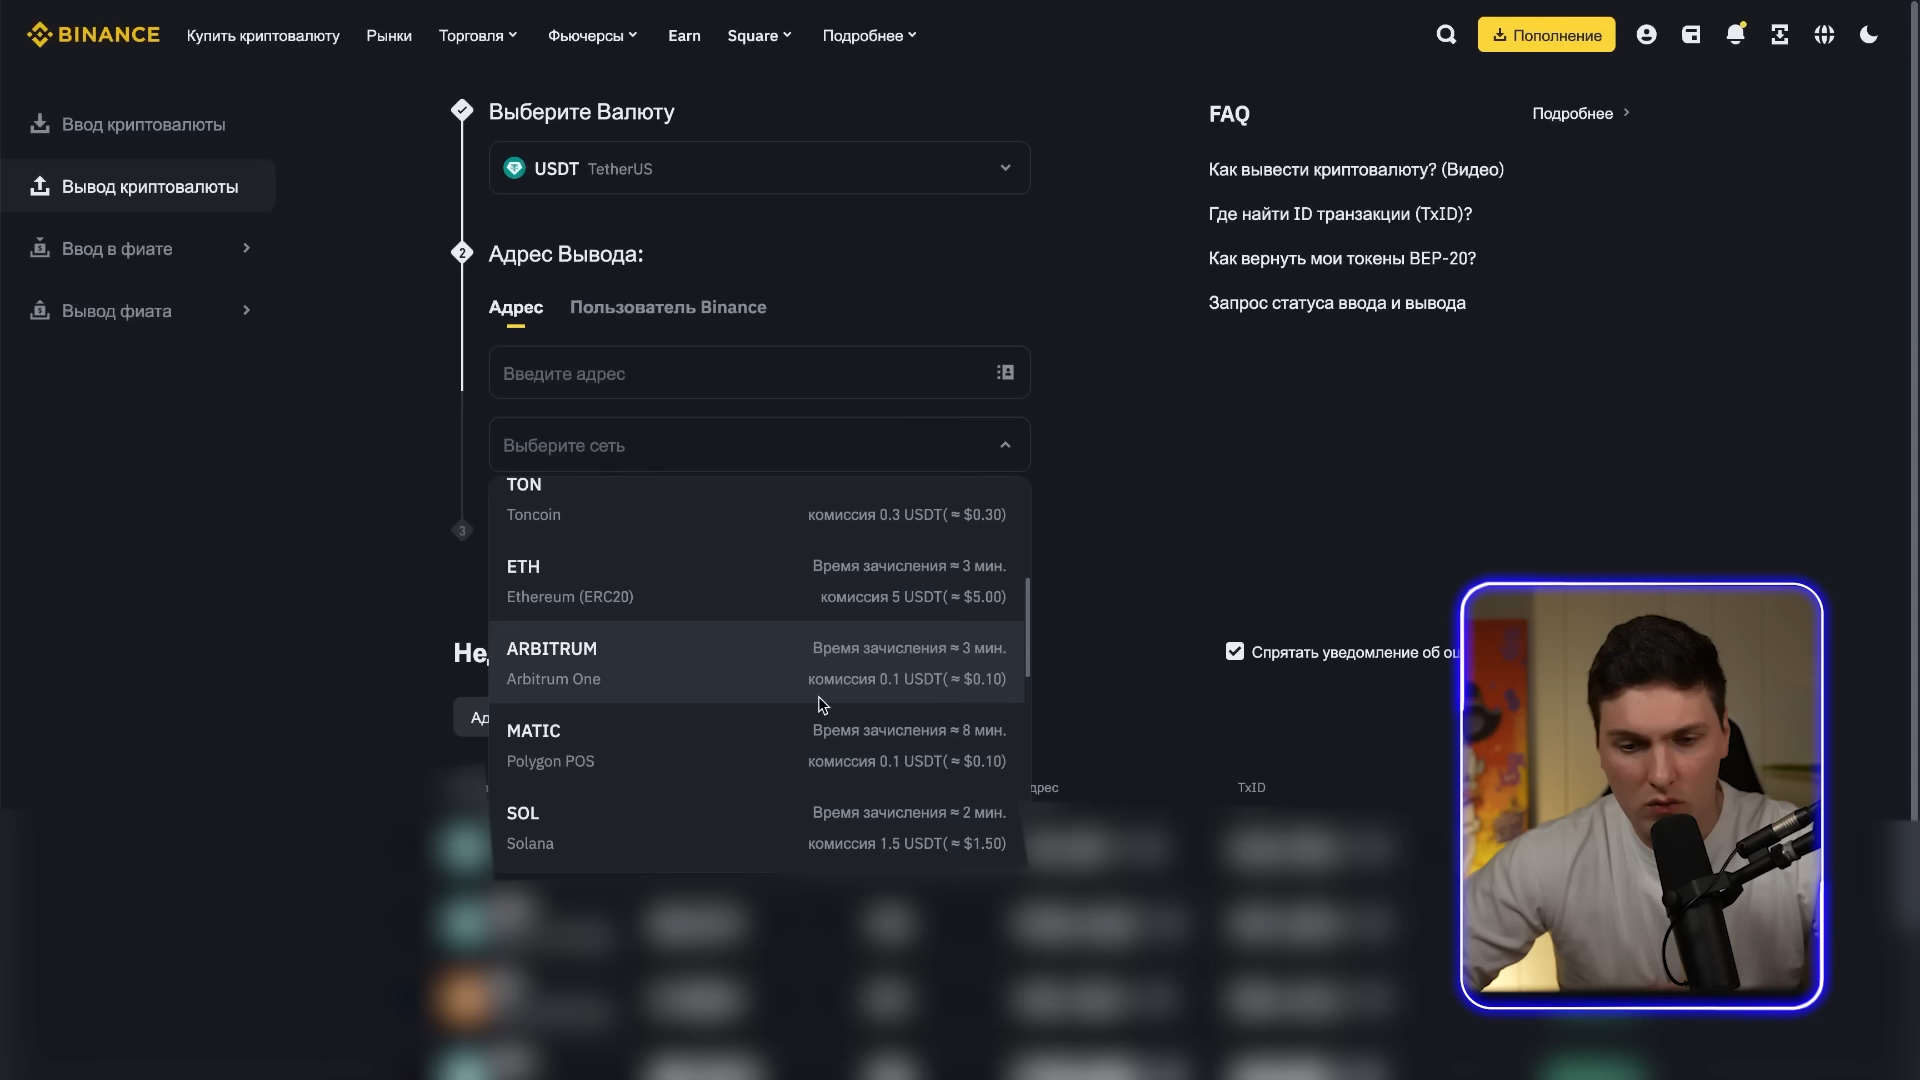 BINANCE
Купить криптовалюту
Рынки
Торговля
Фьючерсы
Earn
Square
Подробнее
Пополнение
Ввод криптовалюты
Вывод криптовалюты
Ввод в фиате
Вывод фиата
Выберите Валюту
USDT TetherUS
2
Адрес Вывода:
Адрес
Пользователь Binance
Введите адрес
Выберите сеть
TON
Toncoin
комиссия 0.3 USDT( ≈ $0.30)
3
ETH
Время зачисления ≈ 3 мин.
Ethereum (ERC20)
комиссия 5 USDT( ≈ $5.00)
ARBITRUM
Время зачисления ≈ 3 мин.
Arbitrum One
комиссия 0.1 USDT( ≈ $0.10)
MATIC
Время зачисления ≈ 8 мин.
Polygon POS
комиссия 0.1 USDT( ≈ $0.10)
SOL
Время зачисления ≈ 2 мин.
Solana
комиссия 1.5 USDT( ≈ $1.50)
FAQ
Подробнее
Как вывести криптовалюту? (Видео)
Где найти ID транзакции (TxID)?
Как вернуть мои токены BEP-20?
Запрос статуса ввода и вывода
Спрятать уведомление об
TxID